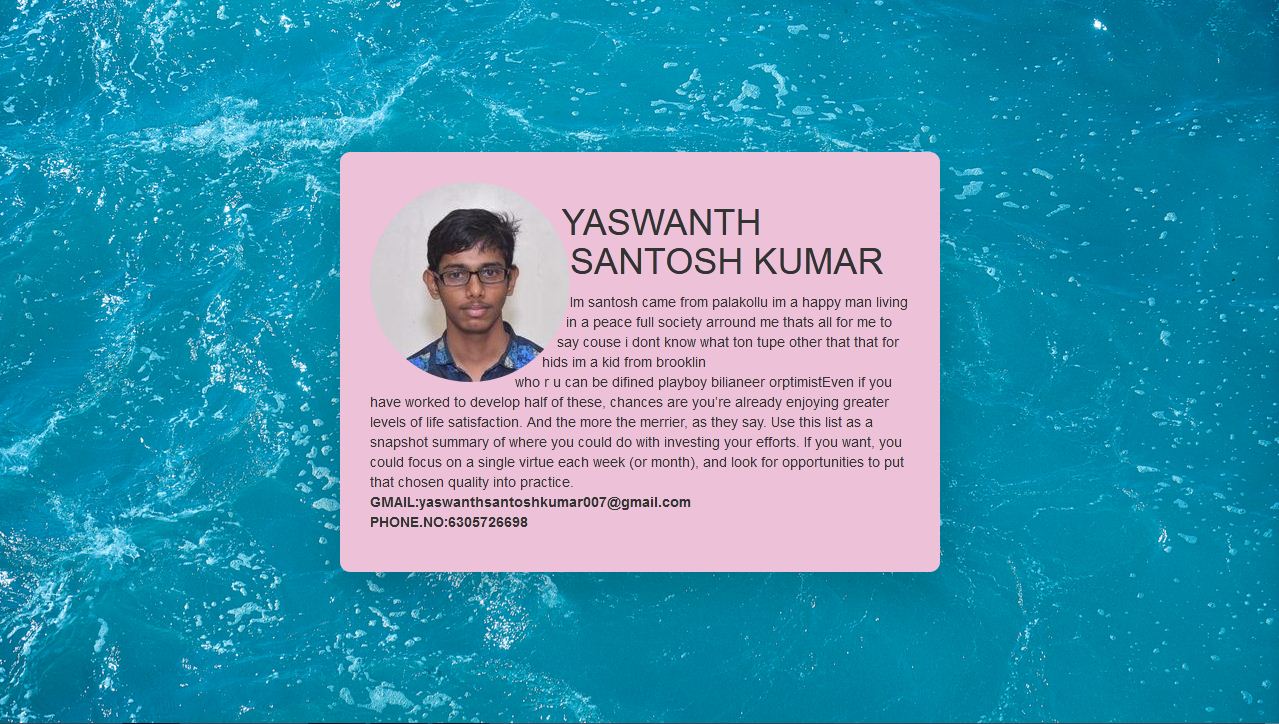 YASWANTH
SANTOSH KUMAR
Im santosh came from palakollu im a happy man living
in a peace full society arround me thats all for me to
say couse i dont know what ton tupe other that that for
hids im a kid from brooklin
who r u can be difined playboy bilianeer orptimistEven if you
have worked to develop half of these, chances are you’re already enjoying greater
levels of life satisfaction. And the more the merrier, as they say. Use this list as a
snapshot summary of where you could do with investing your efforts. If you want, you
could focus on a single virtue each week (or month), and look for opportunities to put
that chosen quality into practice.
GMAIL:yaswanthsantoshkumar007@gmail.com
PHONE.NO:6305726698